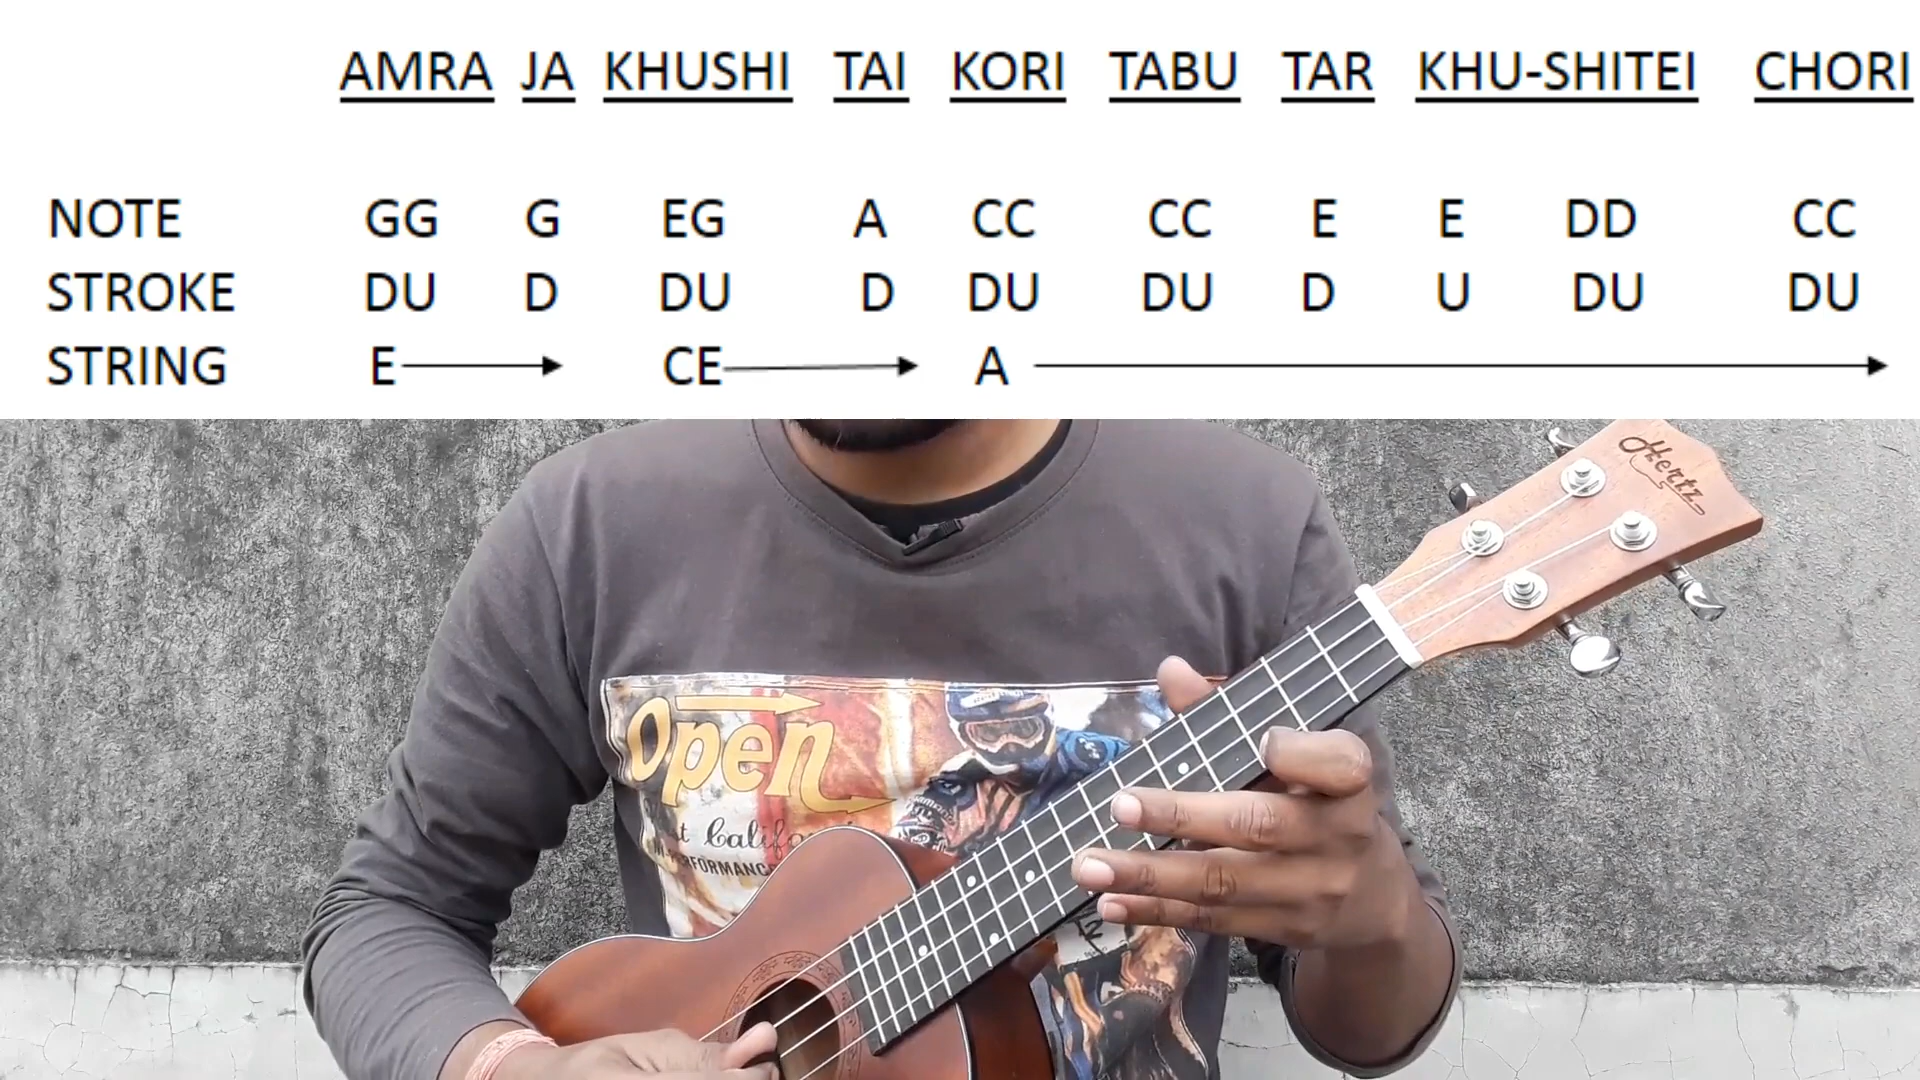 AMRA JA KHUSHI TAI KORI TABU TAR KHU-SHITEI CHORI
NOTE GG G EG A CC CC E E DD CC
STROKE DU D DU D DU DU D U DU DU
STRING E CE A
Hertz
Open
12